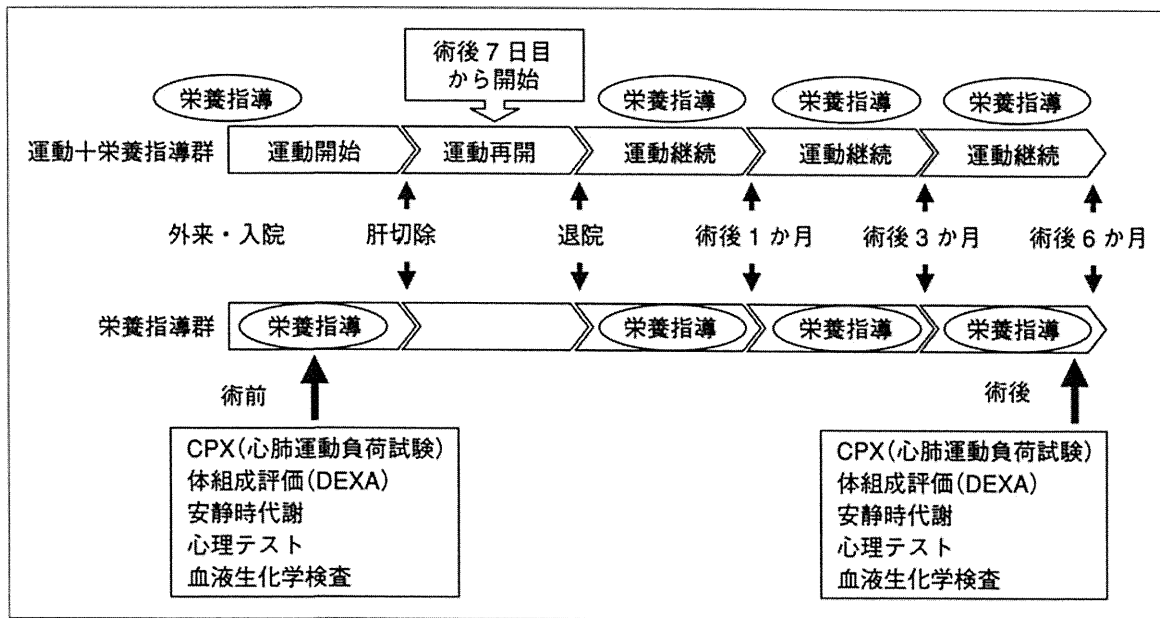 術後7日目
から開始
栄養指導 栄養指導 栄養指導 栄養指導
運動+栄養指導群 運動開始 運動再開 運動継続 運動継続 運動継続
外来・入院 肝切除 退院 術後1か月 術後3か月 術後6か月
栄養指導群 栄養指導 栄養指導 栄養指導 栄養指導
術前 術後
CPX(心肺運動負荷試験)
体組成評価(DEXA)
安静時代謝
心理テスト
血液生化学検査
CPX(心肺運動負荷試験)
体組成評価(DEXA)
安静時代謝
心理テスト
血液生化学検査